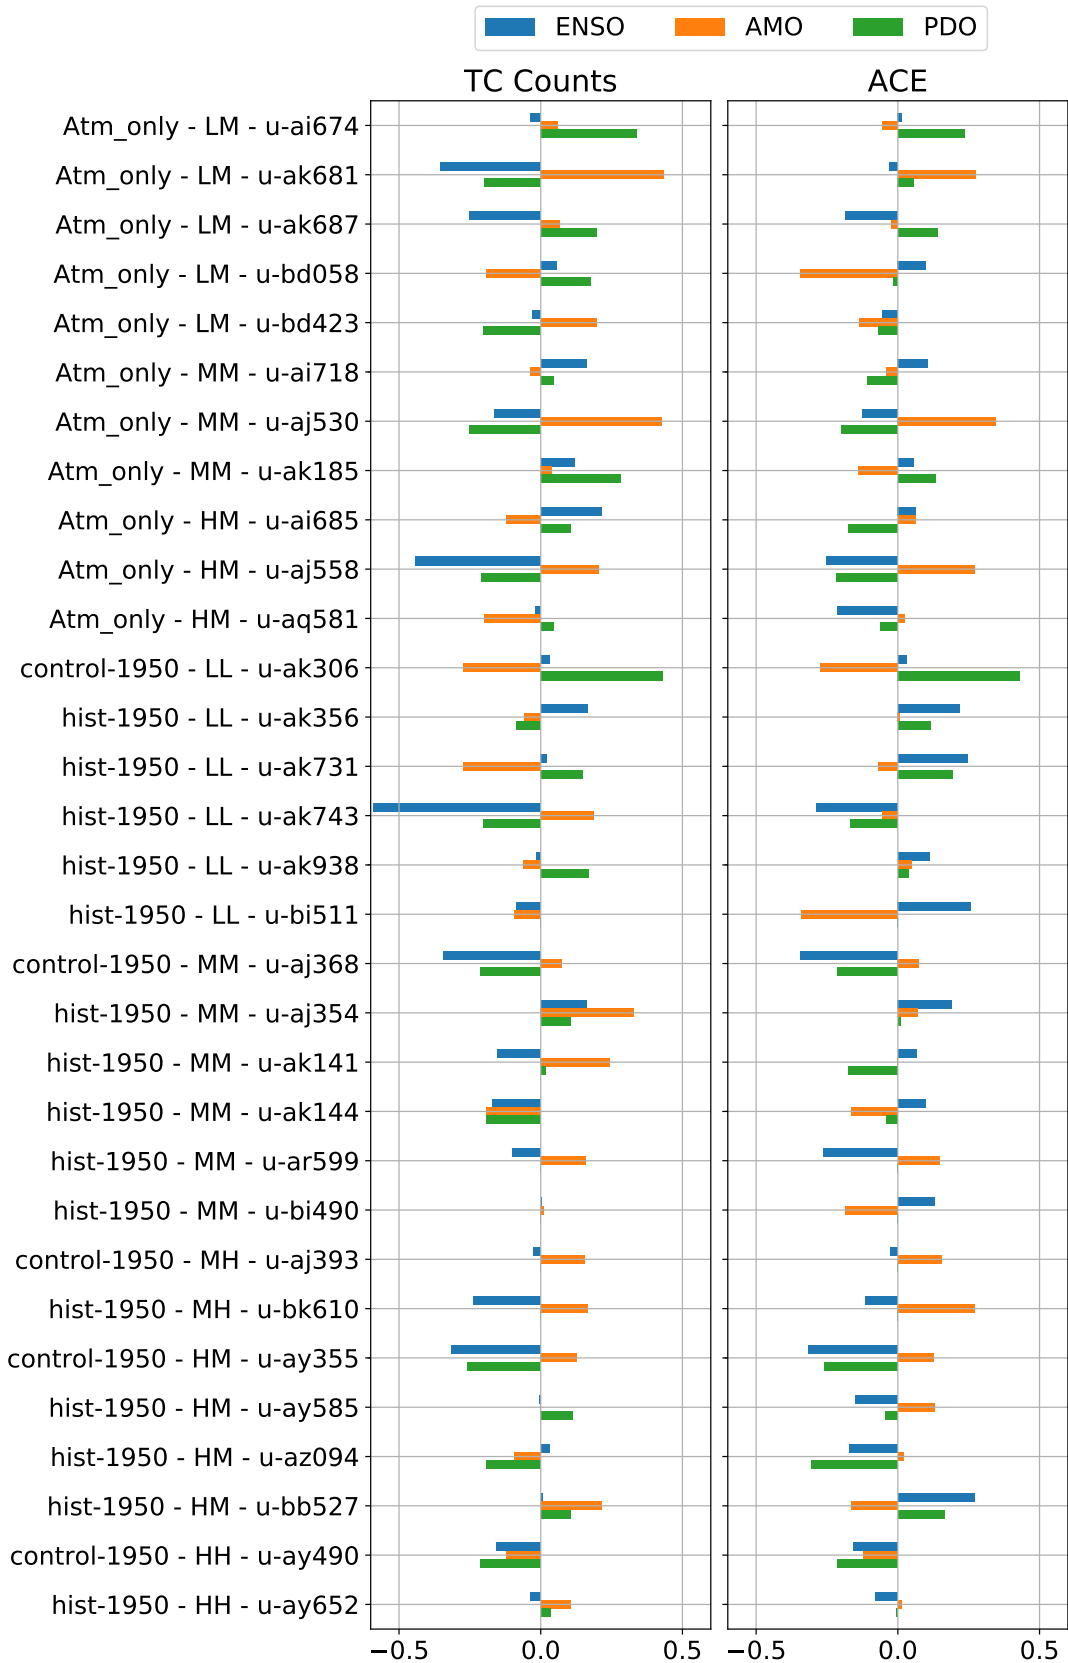 ENSO AMO PDO
TC Counts ACE
Atm_only - LM - u-ai674
Atm_only - LM - u-ak681
Atm_only - LM - u-ak687
Atm_only - LM - u-bd058
Atm_only - LM - u-bd423
Atm_only - MM - u-ai718
Atm_only - MM - u-aj530
Atm_only - MM - u-ak185
Atm_only - HM - u-ai685
Atm_only - HM - u-aj558
Atm_only - HM - u-aq581
control-1950 - LL - u-ak306
hist-1950 - LL - u-ak356
hist-1950 - LL - u-ak731
hist-1950 - LL - u-ak743
hist-1950 - LL - u-ak938
hist-1950 - LL - u-bi511
control-1950 - MM - u-aj368
hist-1950 - MM - u-aj354
hist-1950 - MM - u-ak141
hist-1950 - MM - u-ak144
hist-1950 - MM - u-ar599
hist-1950 - MM - u-bi490
control-1950 - MH - u-aj393
hist-1950 - MH - u-bk610
control-1950 - HM - u-ay355
hist-1950 - HM - u-ay585
hist-1950 - HM - u-az094
hist-1950 - HM - u-bb527
control-1950 - HH - u-ay490
hist-1950 - HH - u-ay652
−0.5 0.0 0.5 −0.5 0.0 0.5